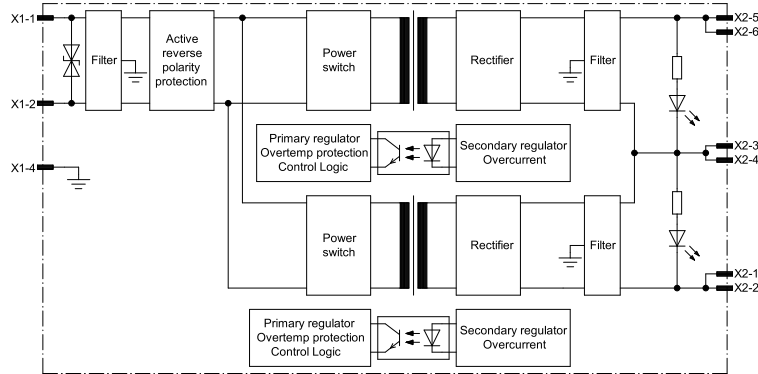 X1-1
X1-2
X1-4
Filter
Active
reverse
polarity
protection
Power
switch
Rectifier
Filter
X2-5
X2-6
Primary regulator
Overtemp protection
Control Logic
Secondary regulator
Overcurrent
X2-3
X2-4
Power
switch
Rectifier
Filter
X2-1
X2-2
Primary regulator
Overtemp protection
Control Logic
Secondary regulator
Overcurrent